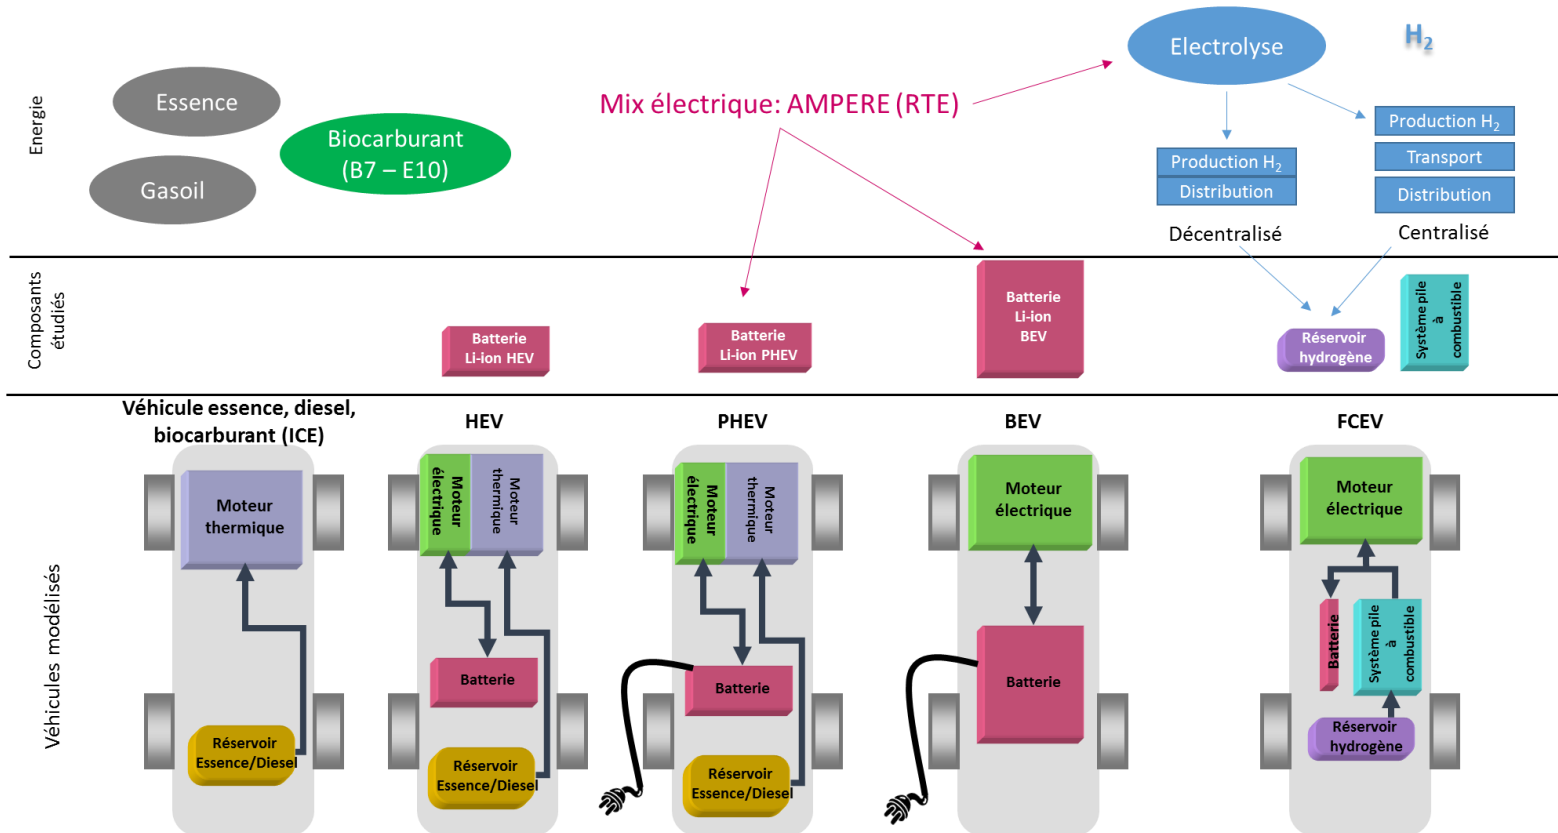 Energie
Essence
Gasoil
Biocarburant
(B7 – E10)
Mix électrique: AMPERE (RTE)
Electrolyse
H₂
Production H₂
Distribution
Décentralisé
Production H₂
Transport
Distribution
Centralisé
Composants
étudiés
Batterie
Li-ion HEV
Batterie
Li-ion PHEV
Batterie
Li-ion
BEV
Réservoir
hydrogène
Système pile
à
combustible
Véhicules modélisés
Véhicule essence, diesel,
biocarburant (ICE)
Moteur
thermique
Réservoir
Essence/Diesel
HEV
Moteur
électrique
Moteur
thermique
Batterie
Réservoir
Essence/Diesel
PHEV
Moteur
électrique
Moteur
thermique
Batterie
Réservoir
Essence/Diesel
BEV
Moteur
électrique
Batterie
FCEV
Moteur
électrique
Batterie
Système pile
à
combustible
Réservoir
hydrogène